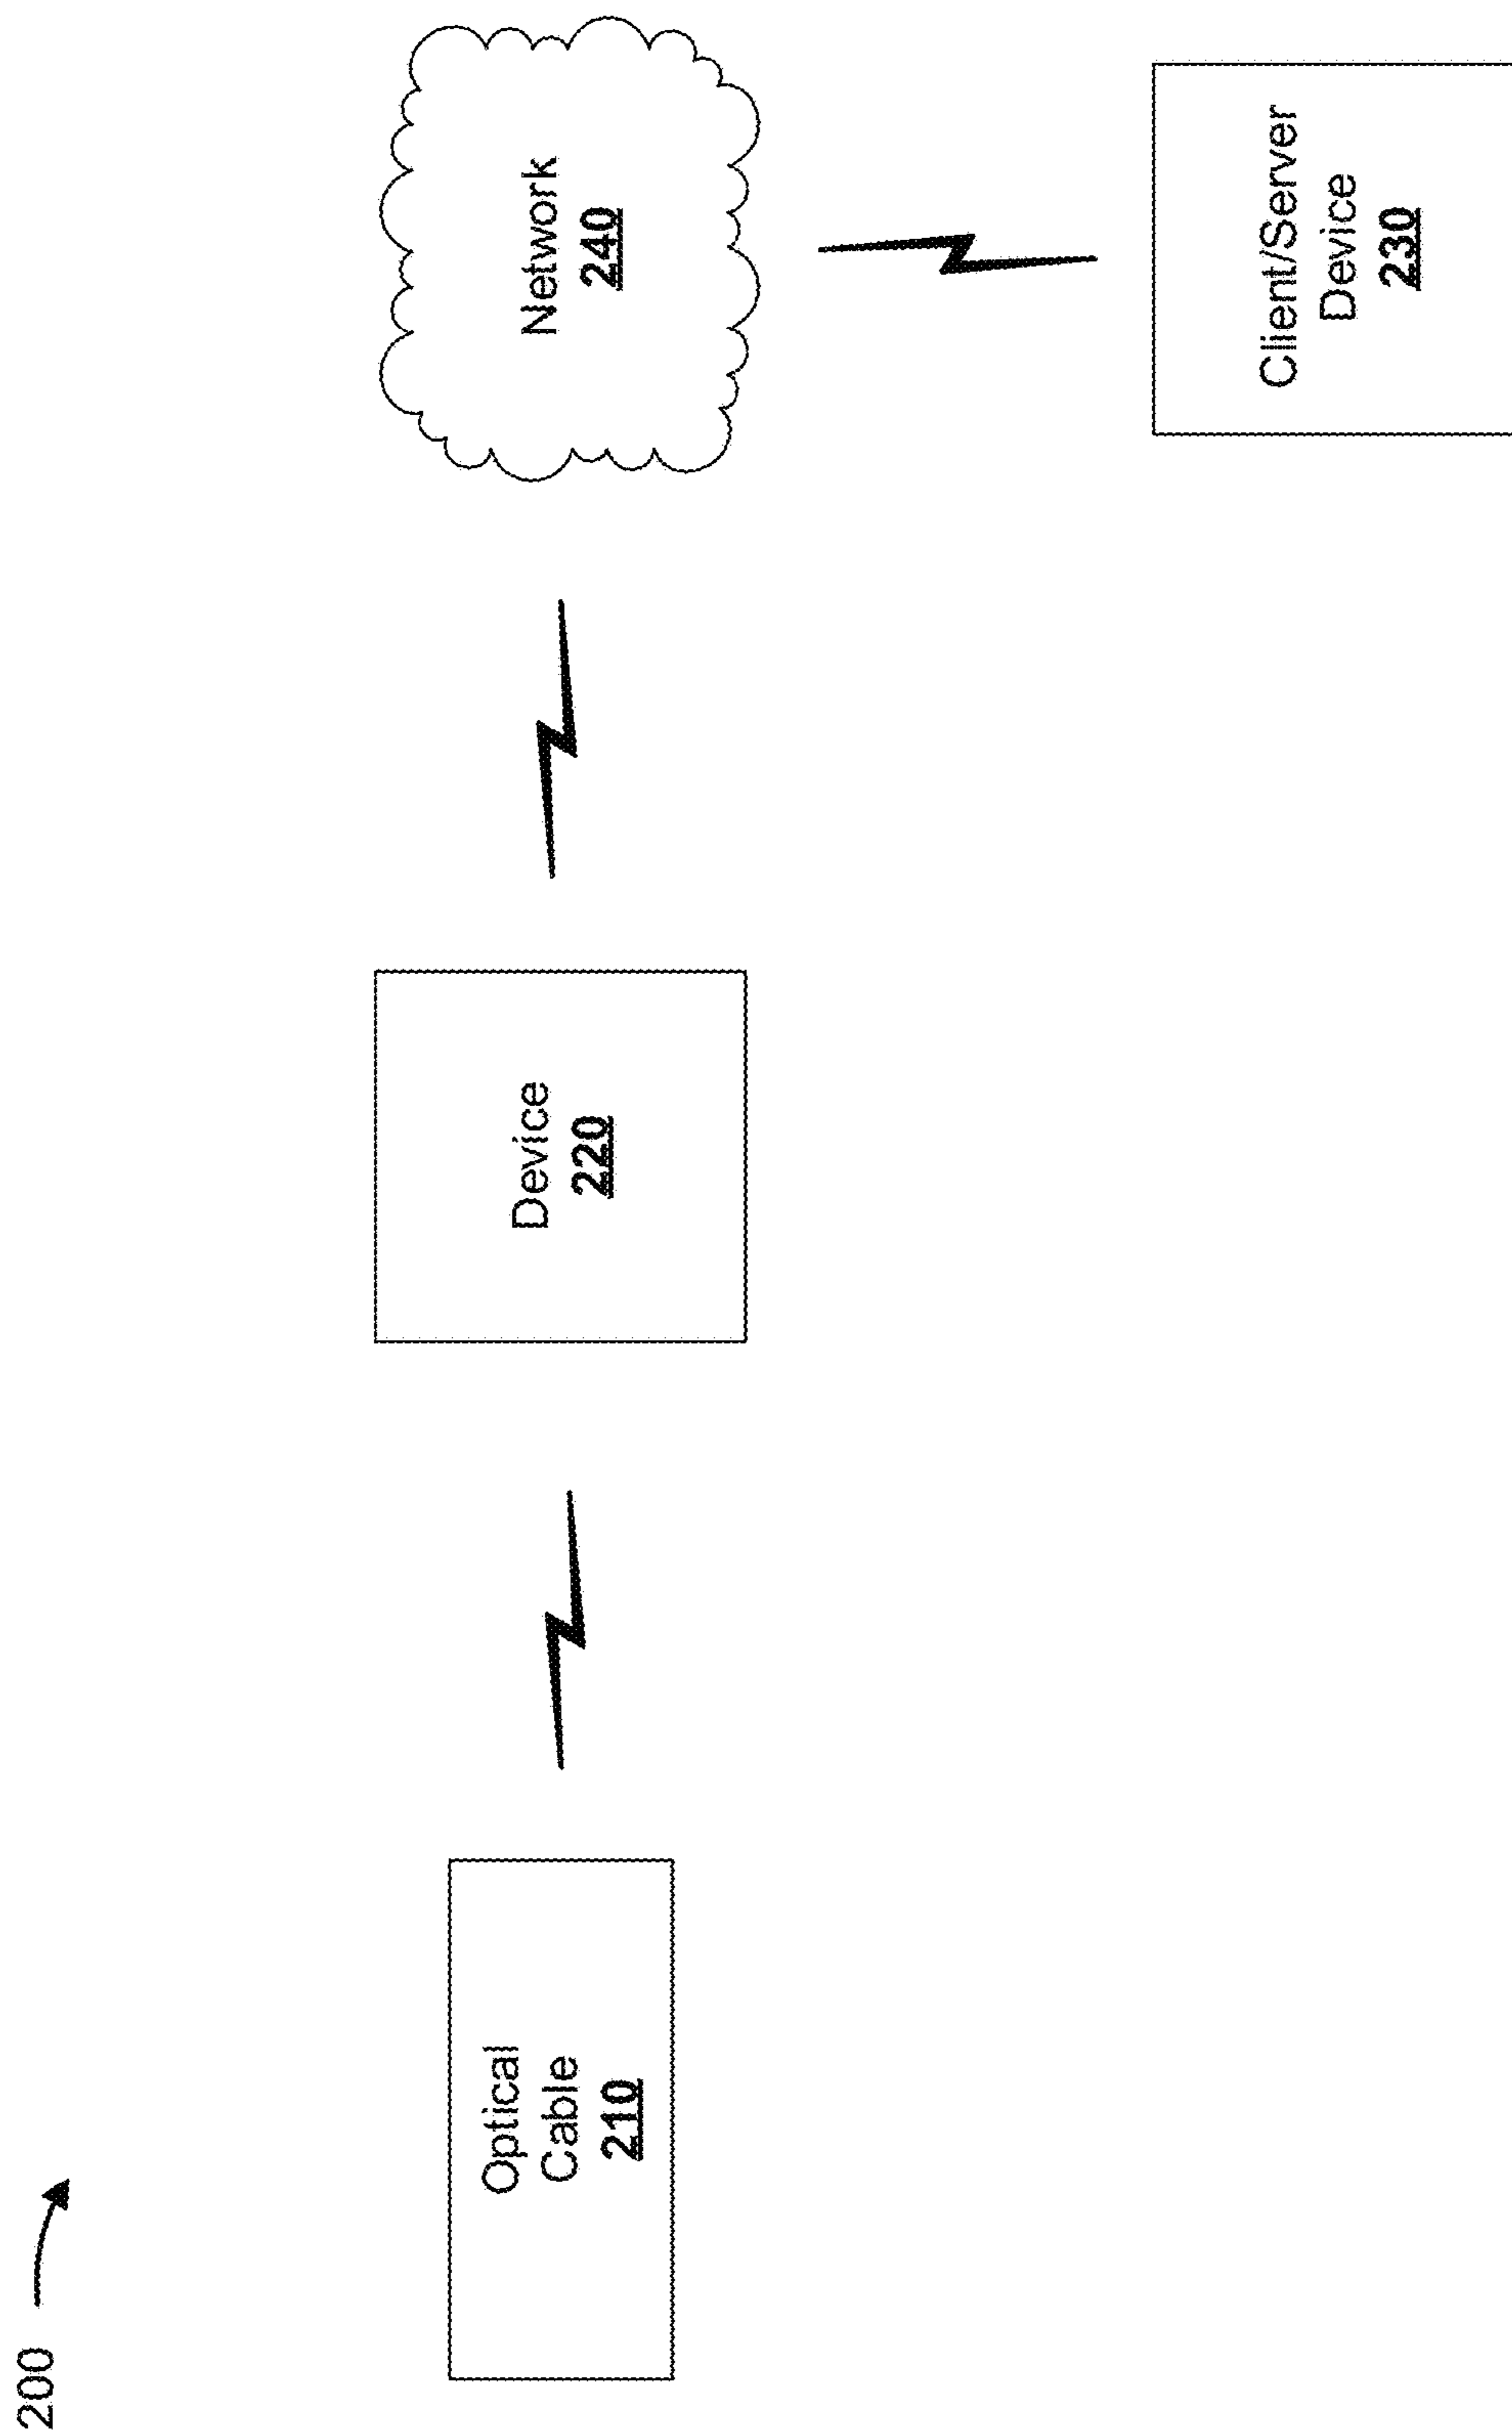 200
Optical
Cable
210
Device
220
Network
240
Client/Server
Device
230